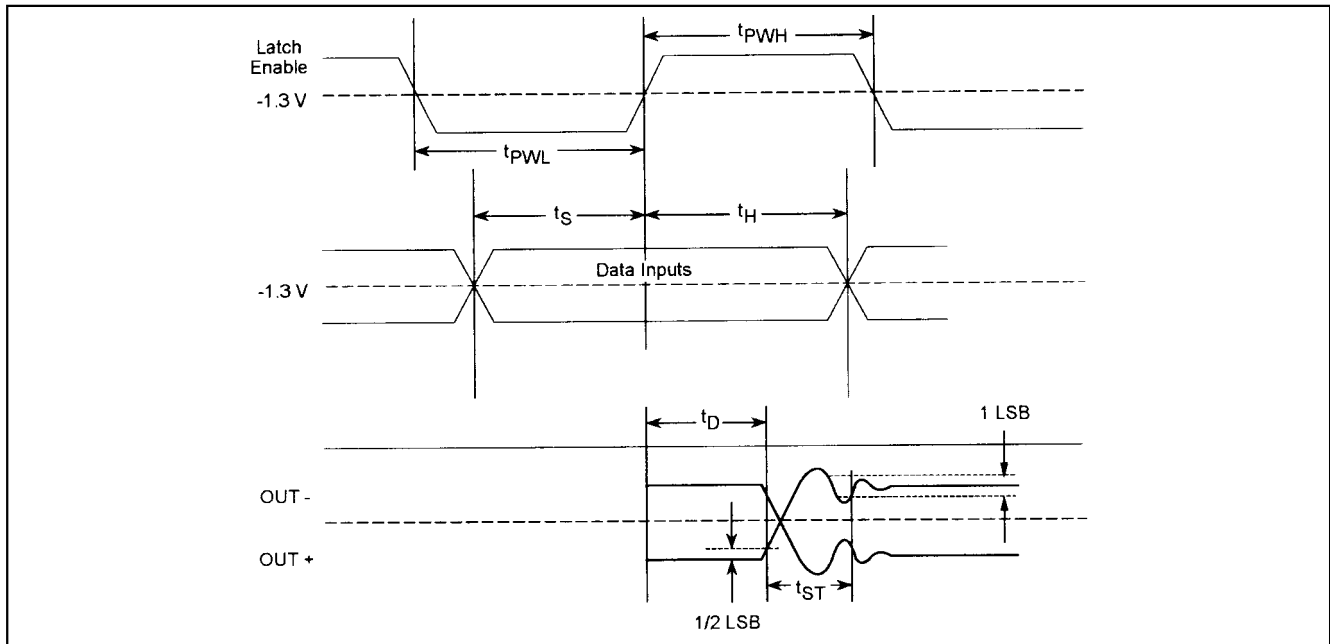 tPWH
Latch
Enable
-1.3 V
tPWL
tS
tH
Data Inputs
-1.3 V
tD
1 LSB
OUT -
OUT +
tST
1/2 LSB